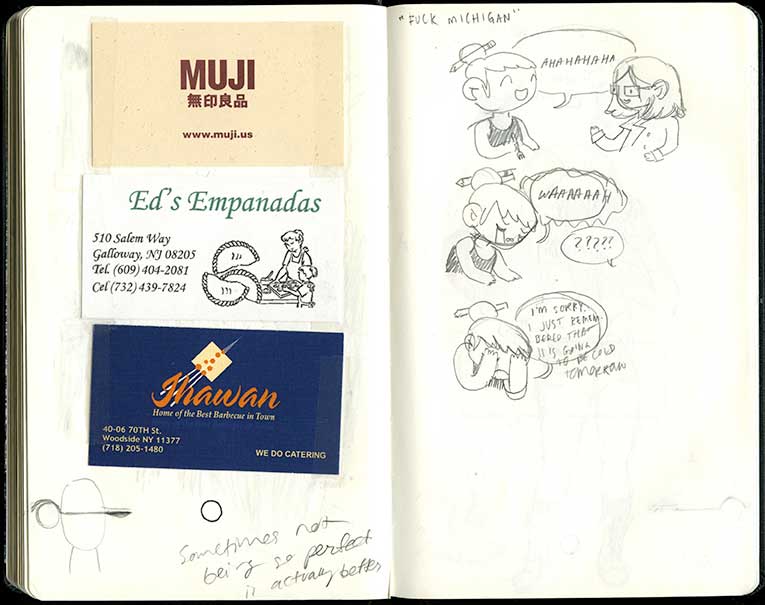 MUJI
無印良品
www.muji.us
Ed's Empanadas
510 Salem Way
Galloway, NJ 08205
Tel. (609) 404-2081
Cel (732) 439-7824
Ihawan
Home of the Best Barbecue in Town
40-06 70TH St.
Woodside NY 11377
(718) 205-1480
WE DO CATERING
Sometimes not
being so perfect
is actually better
"FUCK MICHIGAN"
AHAHAHAHA
WAAAAAAH
?????
I'M SORRY.
I JUST REMEM-
BERED THAT
IT IS GOING
TO BE COLD
TOMORROW